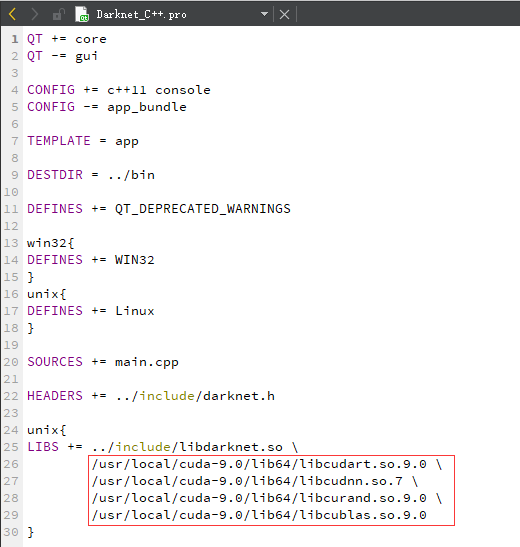 Darknet_C++.pro
1 QT += core
2 QT -= gui
3
4 CONFIG += c++11 console
5 CONFIG -= app_bundle
6
7 TEMPLATE = app
8
9 DESTDIR = ../bin
10
11 DEFINES += QT_DEPRECATED_WARNINGS
12
13 win32{
14 DEFINES += WIN32
15 }
16 unix{
17 DEFINES += Linux
18 }
19
20 SOURCES += main.cpp
21
22 HEADERS += ../include/darknet.h
23
24 unix{
25 LIBS += ../include/libdarknet.so \
26 /usr/local/cuda-9.0/lib64/libcudart.so.9.0 \
27 /usr/local/cuda-9.0/lib64/libcudnn.so.7 \
28 /usr/local/cuda-9.0/lib64/libcurand.so.9.0 \
29 /usr/local/cuda-9.0/lib64/libcublas.so.9.0
30 }